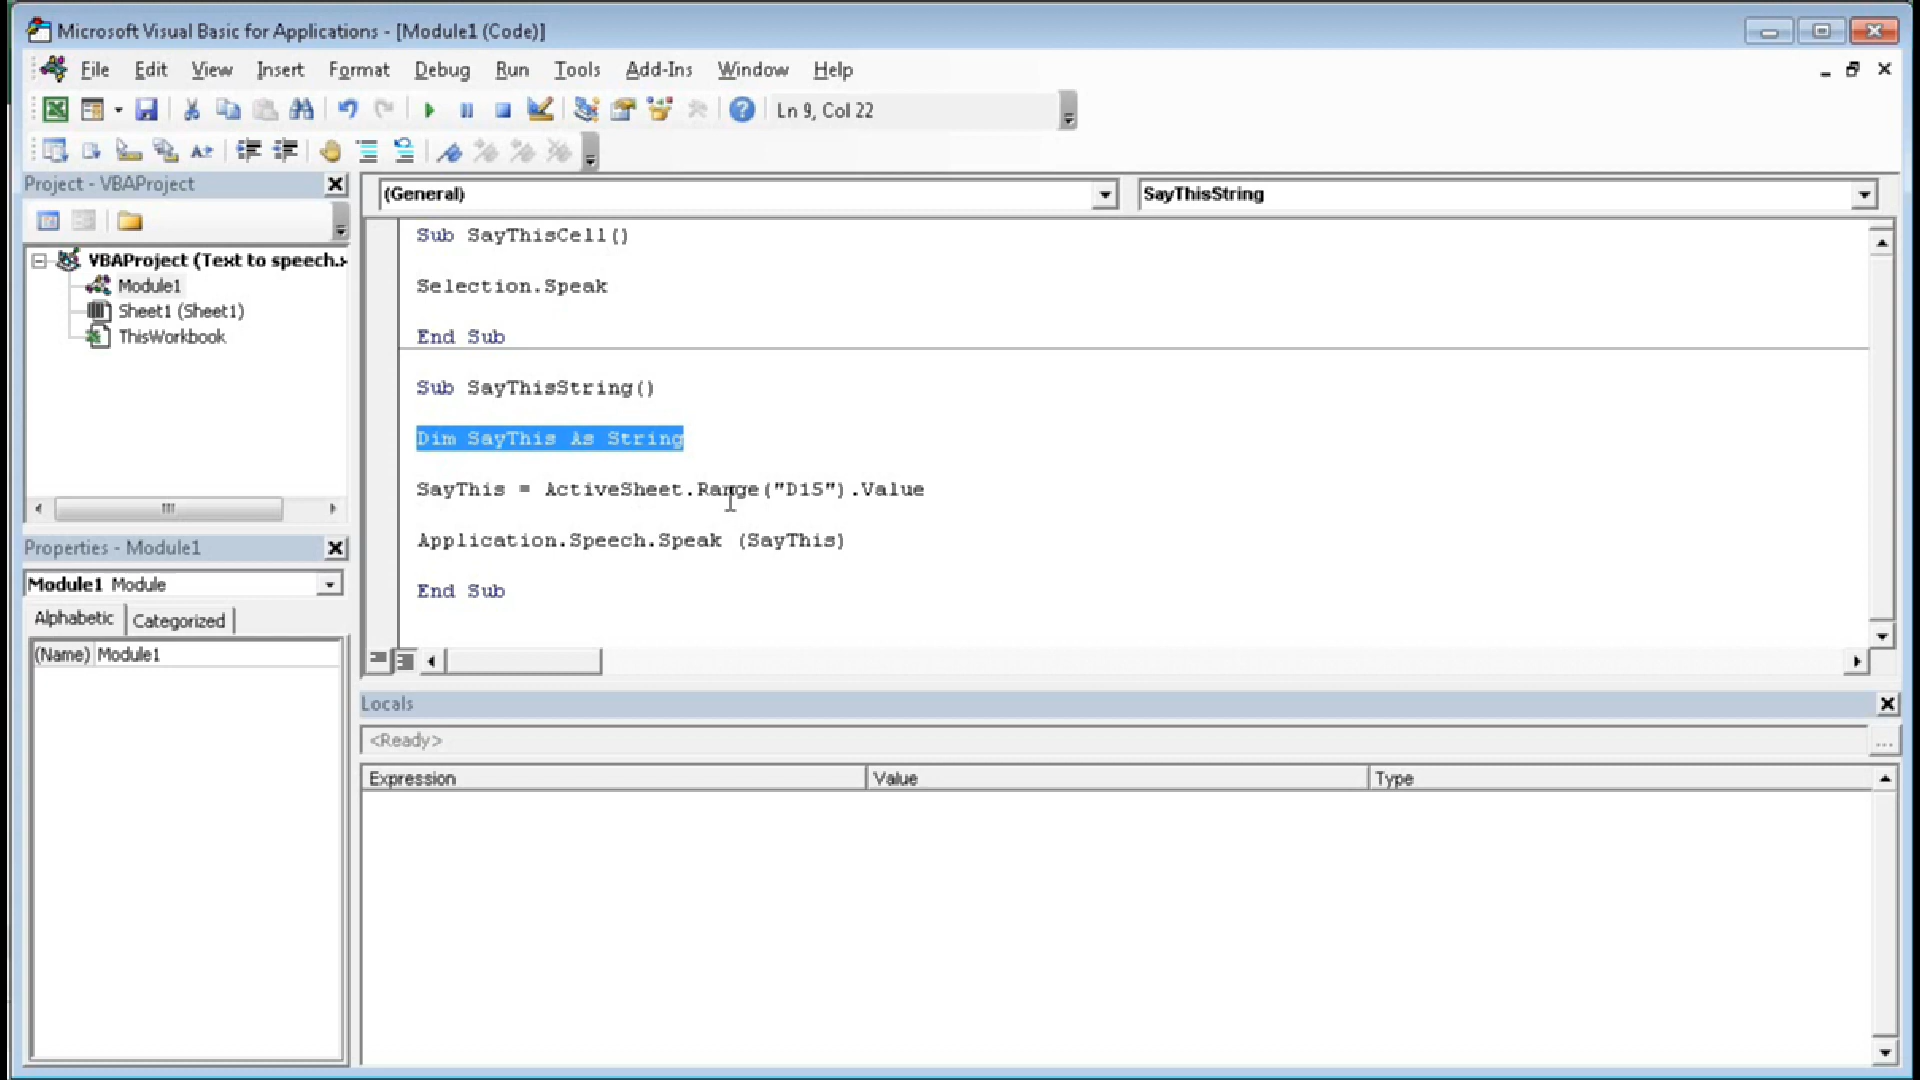 Microsoft Visual Basic for Applications - [Module1 (Code)]
File Edit View Insert Format Debug Run Tools Add-Ins Window Help
Ln 9, Col 22
Project - VBAProject
VBAProject (Text to speech.>
Module1
Sheet1 (Sheet1)
ThisWorkbook
Properties - Module1
Module1 Module
Alphabetic Categorized
(Name) Module1
(General) SayThisString
Sub SayThisCell()
Selection.Speak
End Sub
Sub SayThisString()
Dim SayThis As String
SayThis = ActiveSheet.Range("D15").Value
Application.Speech.Speak (SayThis)
End Sub
Locals
<Ready>
...
Expression Value Type